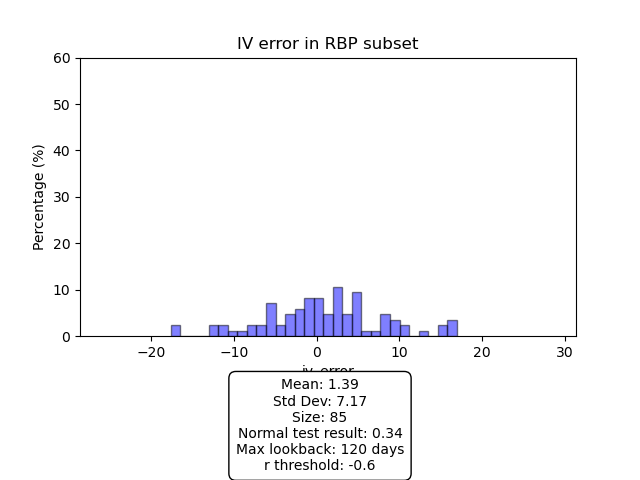 IV error in RBP subset
Percentage (%)
60
50
40
30
20
10
0
−20 −10 0 10 20 30
iv_error
Mean: 1.39
Std Dev: 7.17
Size: 85
Normal test result: 0.34
Max lookback: 120 days
r threshold: -0.6